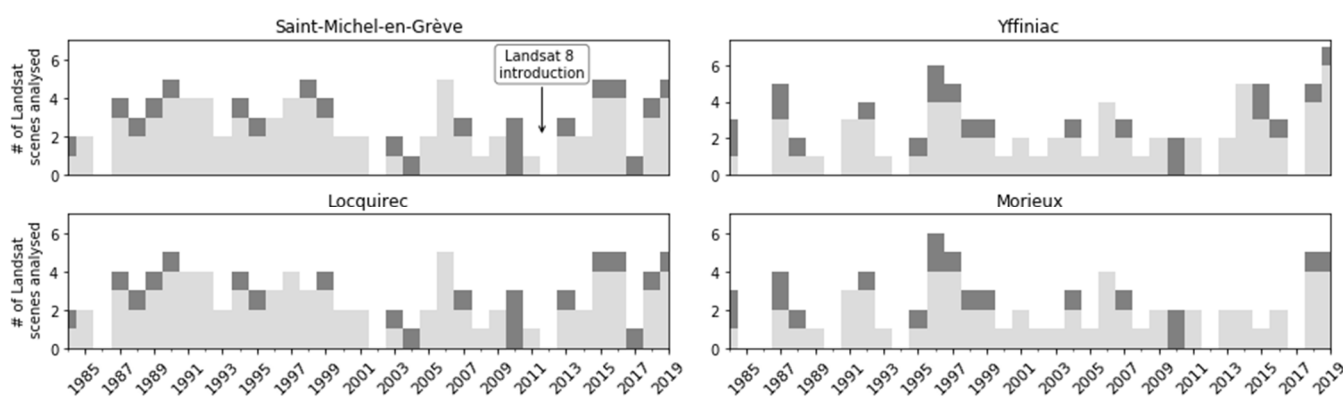 Saint-Michel-en-Grève
Yffiniac
# of Landsat
scenes analysed
6
4
2
0
Landsat 8
introduction
6
4
2
0
Locquirec
Morieux
# of Landsat
scenes analysed
6
4
2
0
6
4
2
0
1985 1987 1989 1991 1993 1995 1997 1999 2001 2003 2005 2007 2009 2011 2013 2015 2017 2019
1985 1987 1989 1991 1993 1995 1997 1999 2001 2003 2005 2007 2009 2011 2013 2015 2017 2019